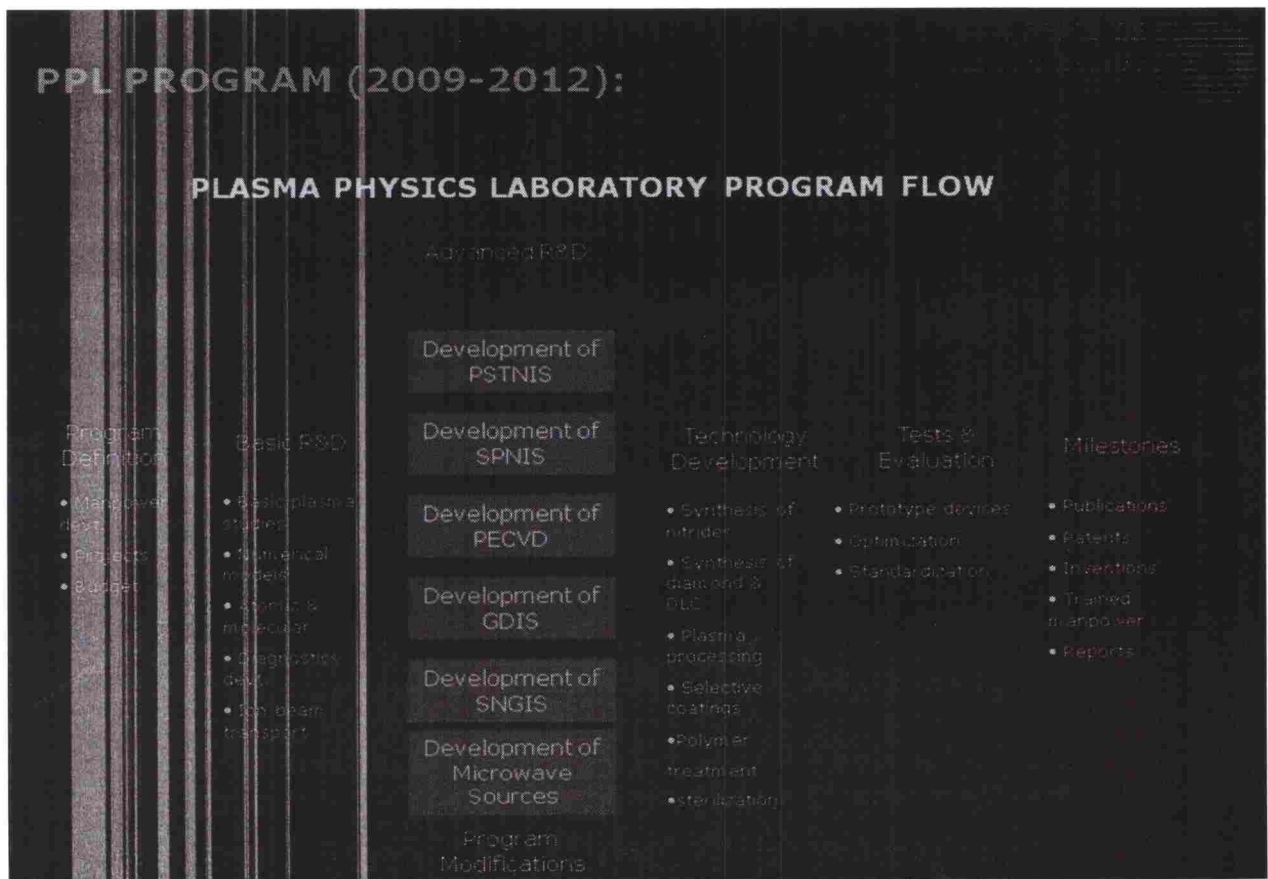 PPL PROGRAM (2009-2012):
PLASMA PHYSICS LABORATORY PROGRAM FLOW
Advanced R&D
Development of
PSTNIS
Development of
SPNIS
Development of
PECVD
Development of
GDIS
Development of
SNGIS
Development of
Microwave
Sources
Program
Modifications
Program
Definition
• Manpower
devt.
• Projects
• Budget
Basic R&D
• Basic plasma
studies
• Numerical
models
• Atomic &
molecular
• Diagnostics
devt.
• Ion beam
transport
Technology
Development
• Synthesis of
nitrides
• Synthesis of
diamond &
DLC
• Plasma
processing
• Selective
coatings
•Polymer
treatment
•sterilization
Tests &
Evaluation
• Prototype devices
• Optimization
• Standardization
Milestones
• Publications
• Patents
• Inventions
• Trained
manpower
• Reports